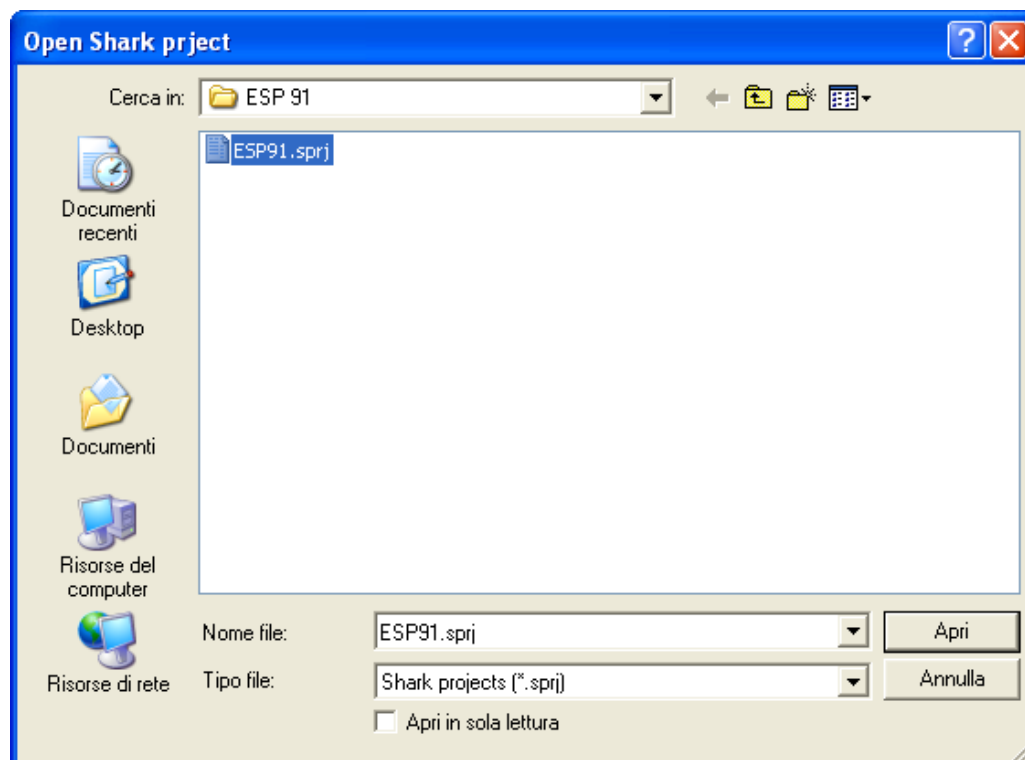 Open Shark prject
Cerca in:
ESP 91
ESP91.sprj
Documenti
recenti
Desktop
Documenti
Risorse del
computer
Risorse di rete
Nome file:
ESP91.sprj
Apri
Tipo file:
Shark projects (*.sprj)
Annulla
Apri in sola lettura